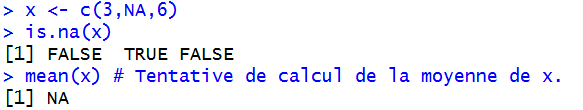 > x <- c(3,NA,6)
> is.na(x)
[1] FALSE  TRUE FALSE
> mean(x) # Tentative de calcul de la moyenne de x.
[1] NA